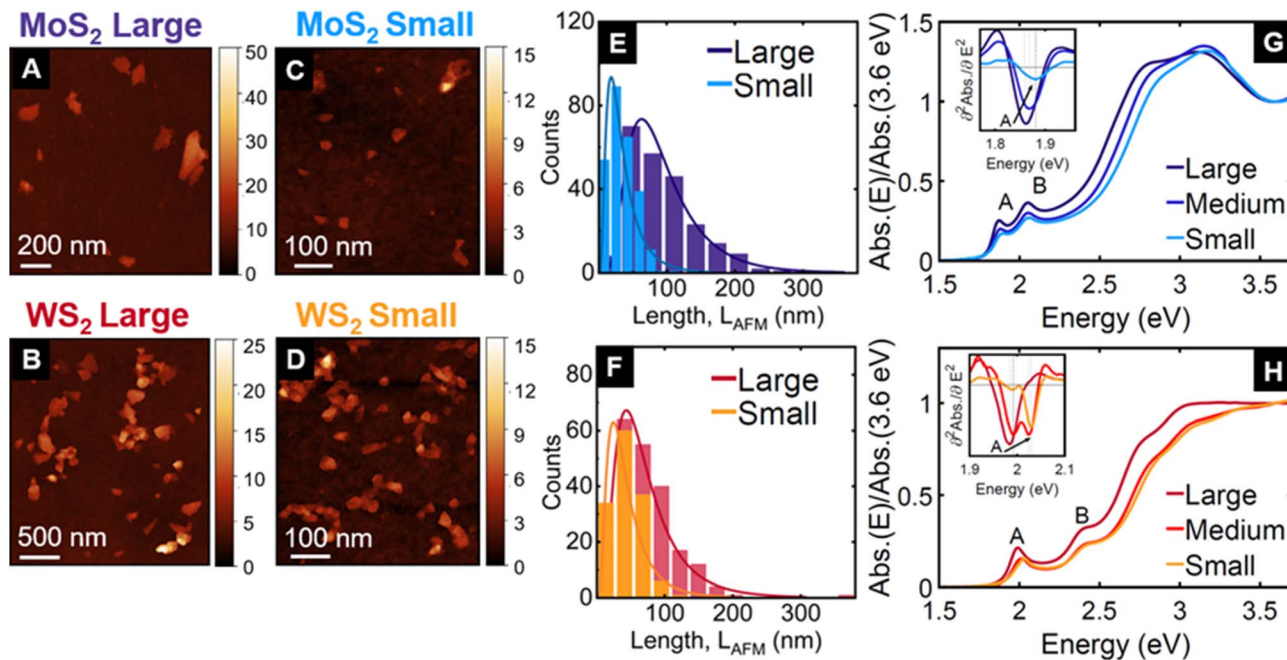 MoS2 Large
A
200 nm
50
40
30
20
10
0
MoS2 Small
C
100 nm
15
12
9
6
3
0
WS2 Large
B
500 nm
25
20
15
10
5
0
WS2 Small
D
100 nm
15
12
9
6
3
0
E
Large
Small
Counts
120
80
40
0
100
200
300
Length, LAFM (nm)
F
Large
Small
Counts
80
60
40
20
0
100
200
300
Length, LAFM (nm)
G
Abs.(E)/Abs.(3.6 eV)
1.5
1
0.5
0
∂2Abs./∂ E2
A
1.8
1.9
Energy (eV)
A
B
Large
Medium
Small
1.5
2
2.5
3
3.5
Energy (eV)
H
Abs.(E)/Abs.(3.6 eV)
1
0.5
0
∂2Abs./∂ E2
A
1.9
2
2.1
Energy (eV)
A
B
Large
Medium
Small
1.5
2
2.5
3
3.5
Energy (eV)